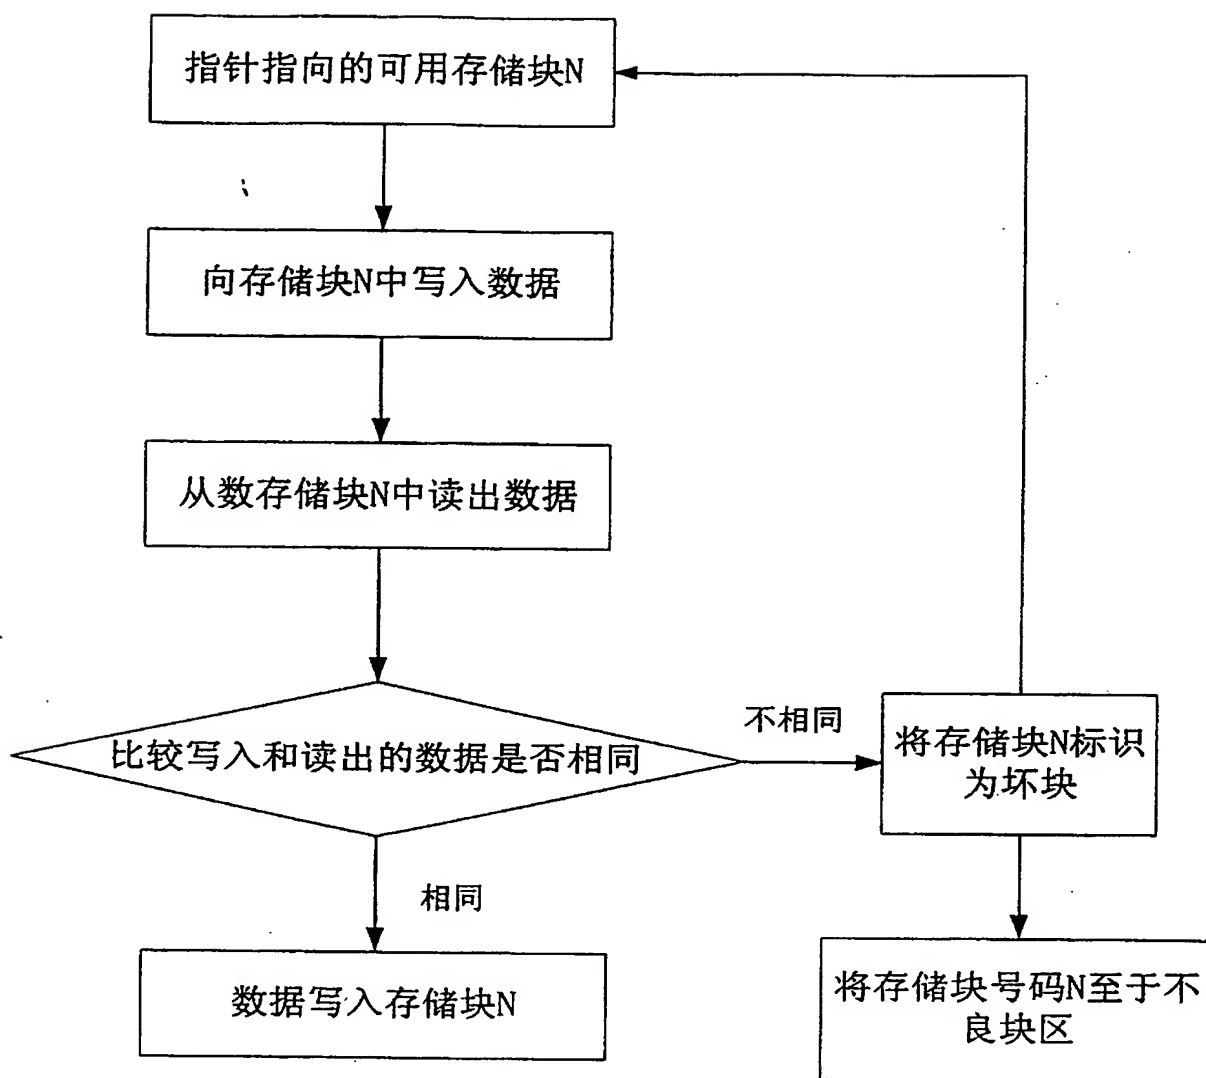 指针指向的可用存储块N
向存储块N中写入数据
从数存储块N中读出数据
比较写入和读出的数据是否相同
不相同
将存储块N标识
为坏块
相同
数据写入存储块N
将存储块号码N至于不
良块区